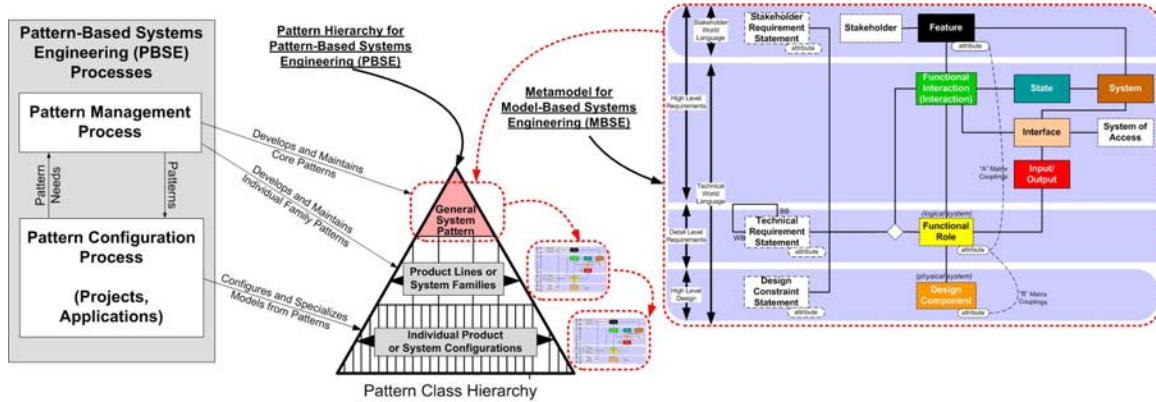 Pattern-Based Systems
Engineering (PBSE)
Processes
Pattern Management
Process
Pattern
Needs
Patterns
Pattern Configuration
Process
(Projects,
Applications)
Pattern Hierarchy for
Pattern-Based Systems
Engineering (PBSE)
Develops and Maintains
Core Patterns
Develops and Maintains
Individual Family Patterns
Configures and Specializes
Models from Patterns
General
System
Pattern
Product Lines or
System Families
Individual Product
or System Configurations
Pattern Class Hierarchy
Metamodel for
Model-Based Systems
Engineering (MBSE)
Stakeholder
World
Language
High Level
Requirements
Technical
World
Language
Detail Level
Requirements
High Level
Design
Stakeholder
Requirement
Statement
attribute
Stakeholder
Feature
attribute
Functional
Interaction
(Interaction)
State
System
Interface
System of
Access
"A" Matrix
Couplings
Input/
Output
BB
WB
Technical
Requirement
Statement
attribute
(logical system)
Functional
Role
attribute
"B" Matrix
Couplings
Design
Constraint
Statement
attribute
(physical system)
Design
Component
attribute